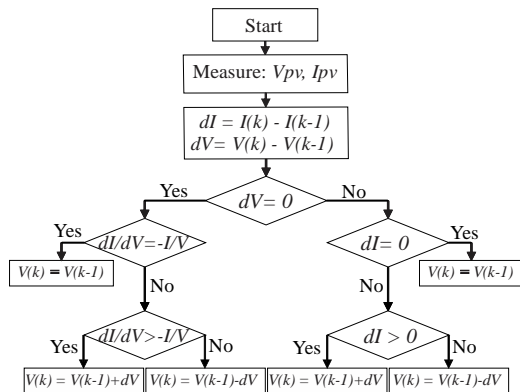 Start
Measure: Vpv, Ipv
dI = I(k) - I(k-1)
dV= V(k) - V(k-1)
Yes
dV= 0
No
Yes
dI/dV=-I/V
dI= 0
Yes
V(k) = V(k-1)
V(k) = V(k-1)
No
No
Yes
dI/dV>-I/V
No
Yes
dI > 0
No
V(k) = V(k-1)+dV
V(k) = V(k-1)-dV
V(k) = V(k-1)+dV
V(k) = V(k-1)-dV